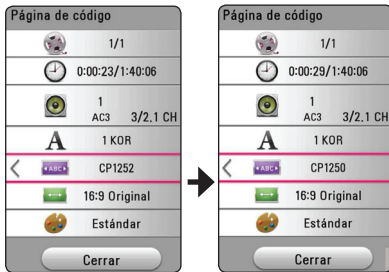 Página de código
1/1
0:00:23/1:40:06
1
AC3 3/2.1 CH
A 1 KOR
ABC CP1252
16:9 Original
Estándar
Cerrar
Página de código
1/1
0:00:29/1:40:06
1
AC3 3/2.1 CH
A 1 KOR
ABC CP1250
16:9 Original
Estándar
Cerrar